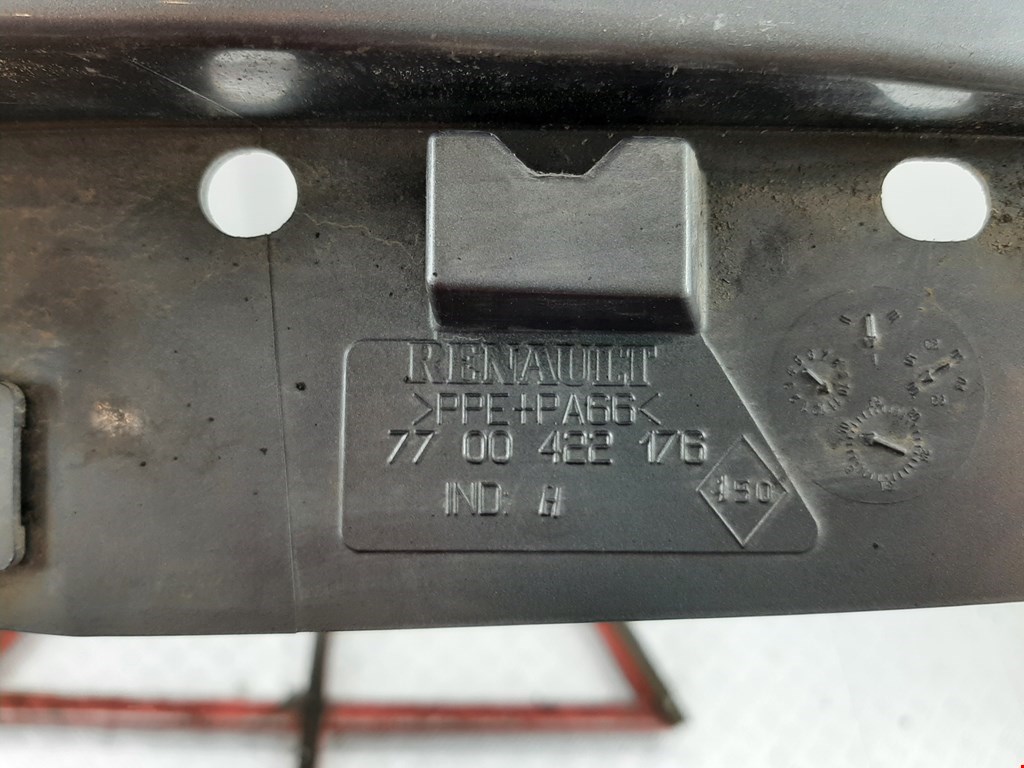 RENAULT
>PPE+PA66<
77 00 422 176
IND: H
150